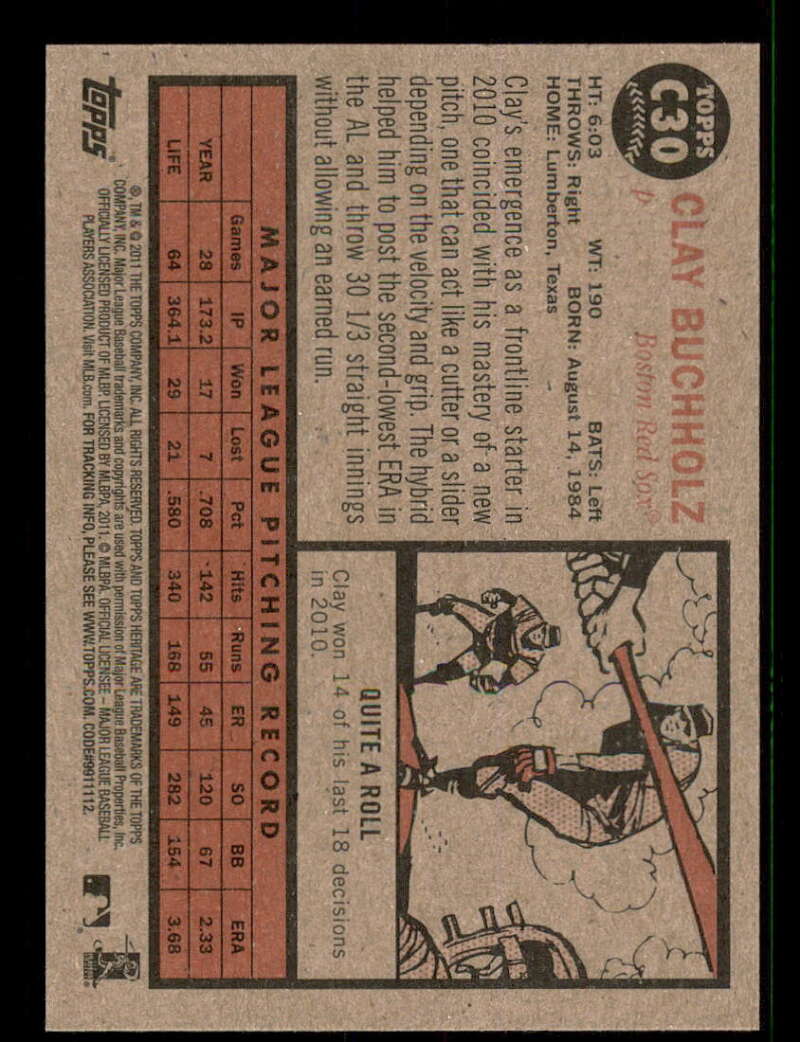 TOPPS
C30
CLAY BUCHHOLZ
p
Boston Red Sox®
HT: 6:03 WT: 190 BATS: Left
THROWS: Right BORN: August 14, 1984
HOME: Lumberton, Texas
Clay's emergence as a frontline starter in
2010 coincided with his mastery of a new
pitch, one that can act like a cutter or a slider
depending on the velocity and grip. The hybrid
helped him to post the second-lowest ERA in
the AL and throw 30 1/3 straight innings
without allowing an earned run.
QUITE A ROLL
Clay won 14 of his last 18 decisions
in 2010.
MAJOR LEAGUE PITCHING RECORD
Games IP Won Lost Pct Hits Runs ER SO BB ERA
YEAR 28 173.2 17 7 .708 142 55 45 120 67 2.33
LIFE 64 364.1 29 21 .580 340 168 149 282 154 3.68
topps®
®, TM & © 2011 THE TOPPS COMPANY, INC. ALL RIGHTS RESERVED. TOPPS AND TOPPS HERITAGE ARE TRADEMARKS OF THE TOPPS
COMPANY, INC. Major League Baseball trademarks and copyrights are used with permission of Major League Baseball Properties, Inc.
OFFICIALLY LICENSED PRODUCT OF MLBP. LICENSED BY MLBPA, 2011. © MLBPA. OFFICIAL LICENSEE – MAJOR LEAGUE BASEBALL
PLAYERS ASSOCIATION. Visit MLB.com. FOR TRACKING INFO, PLEASE SEE WWW.TOPPS.COM. CODE#9911112.